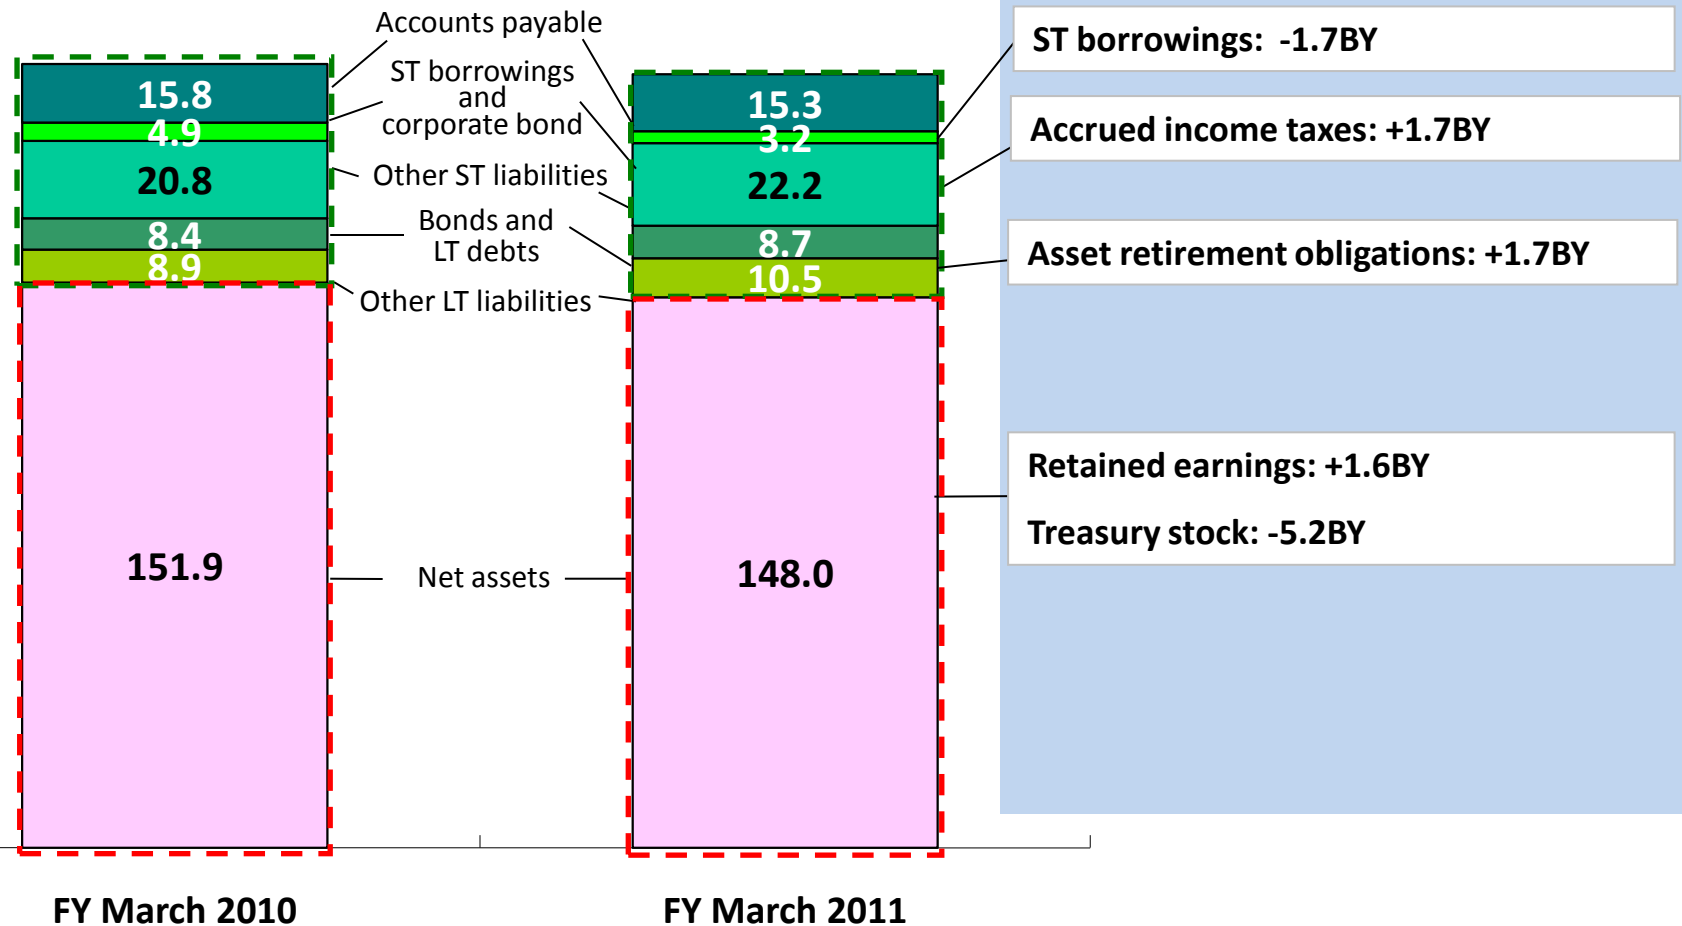 Accounts payable
ST borrowings
and
corporate bond
Other ST liabilities
Bonds and
LT debts
Other LT liabilities
Net assets
15.8
4.9
20.8
8.4
8.9
151.9
15.3
3.2
22.2
8.7
10.5
148.0
ST borrowings: -1.7BY
Accrued income taxes: +1.7BY
Asset retirement obligations: +1.7BY
Retained earnings: +1.6BY
Treasury stock: -5.2BY
FY March 2010
FY March 2011